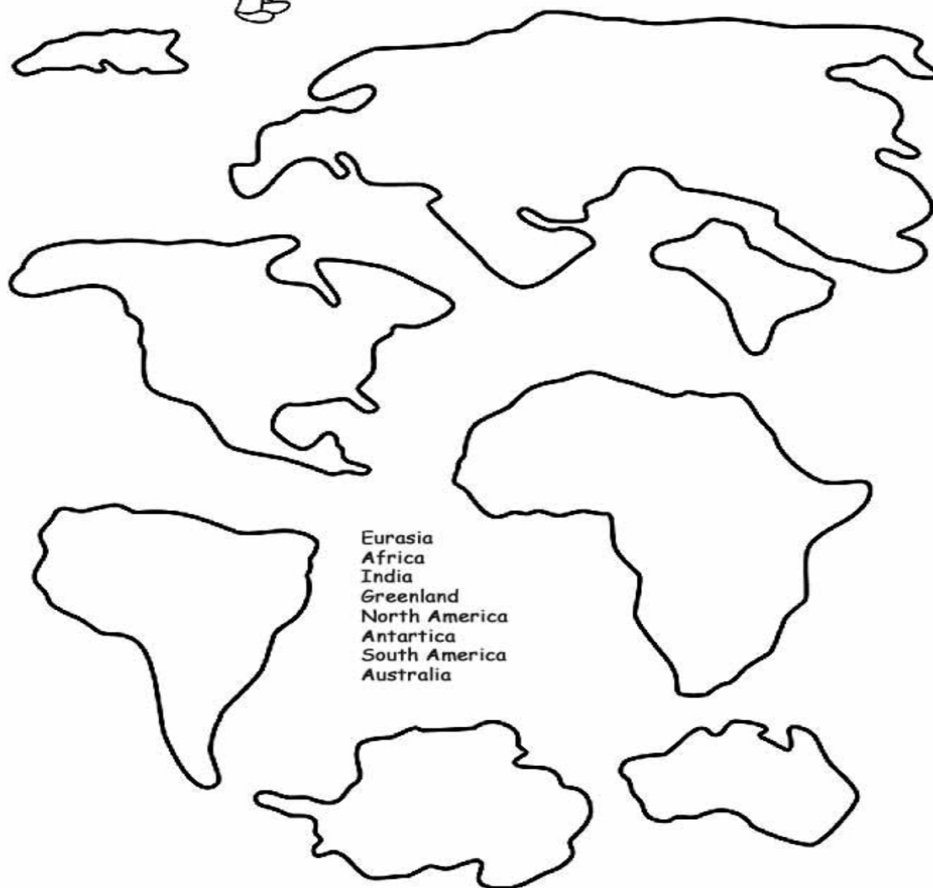 Eurasia
Africa
India
Greenland
North America
Antartica
South America
Australia